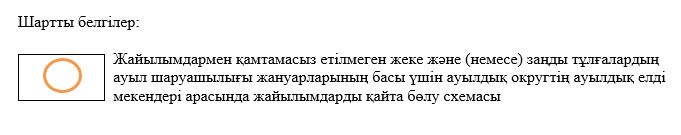 Шартты белгілер:
Жайылымдармен қамтамасыз етілмеген жеке және (немесе) заңды тұлғалардың
ауыл шаруашылығы жануарларының басы үшін ауылдық округтің ауылдық елді
мекендері арасында жайылымдарды қайта бөлу схемасы